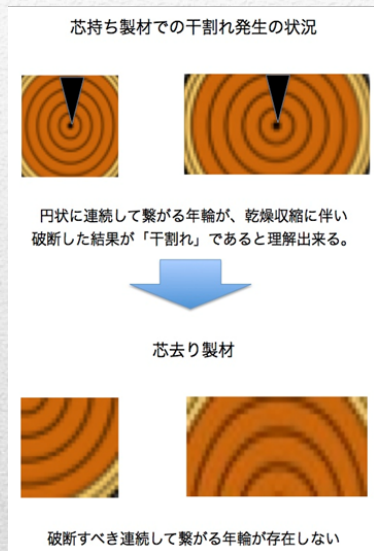 芯持ち製材での干割れ発生の状況
円状に連続して繋がる年輪が、乾燥収縮に伴い
破断した結果が「干割れ」であると理解出来る。
芯去り製材
破断すべき連続して繋がる年輪が存在しない